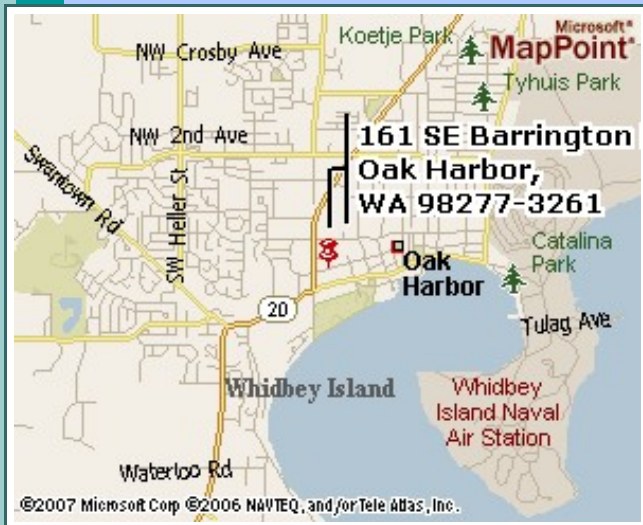 Microsoft®
Koetje Park
MapPoint®
NW Crosby Ave
Tyhuis Park
NW 2nd Ave
161 SE Barrington
Oak Harbor,
WA 98277-3261
Swantown Rd
SW Heller St
Catalina
Park
Oak
Harbor
20
Tulag Ave
Whidbey Island
Whidbey
Island Naval
Air Station
Waterloo Rd
©2007 Microsoft Corp ©2006 NAVTEQ, and/or Tele Atlas, Inc.